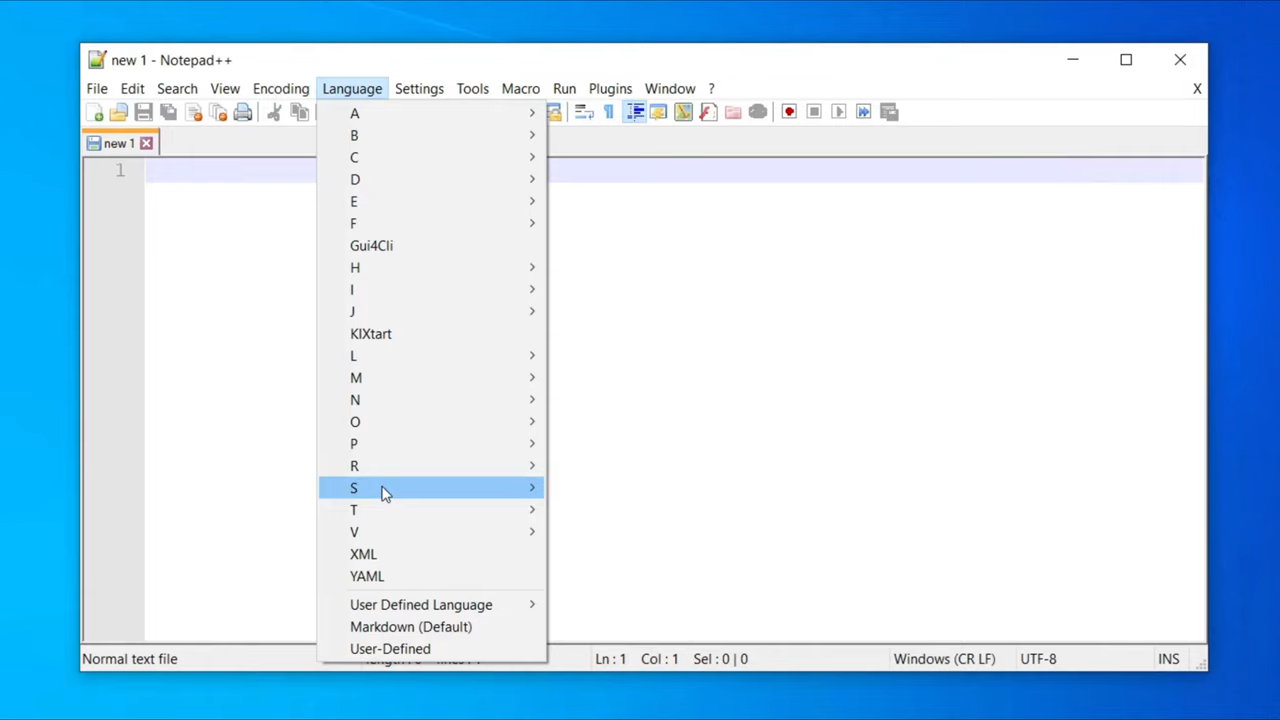 new 1 - Notepad++
File Edit Search View Encoding Language Settings Tools Macro Run Plugins Window ? X
new 1
1
A
B
C
D
E
F
Gui4Cli
H
I
J
KIXtart
L
M
N
O
P
R
S
T
V
XML
YAML
User Defined Language
Markdown (Default)
User-Defined
Normal text file Ln : 1 Col : 1 Sel : 0 | 0 Windows (CR LF) UTF-8 INS